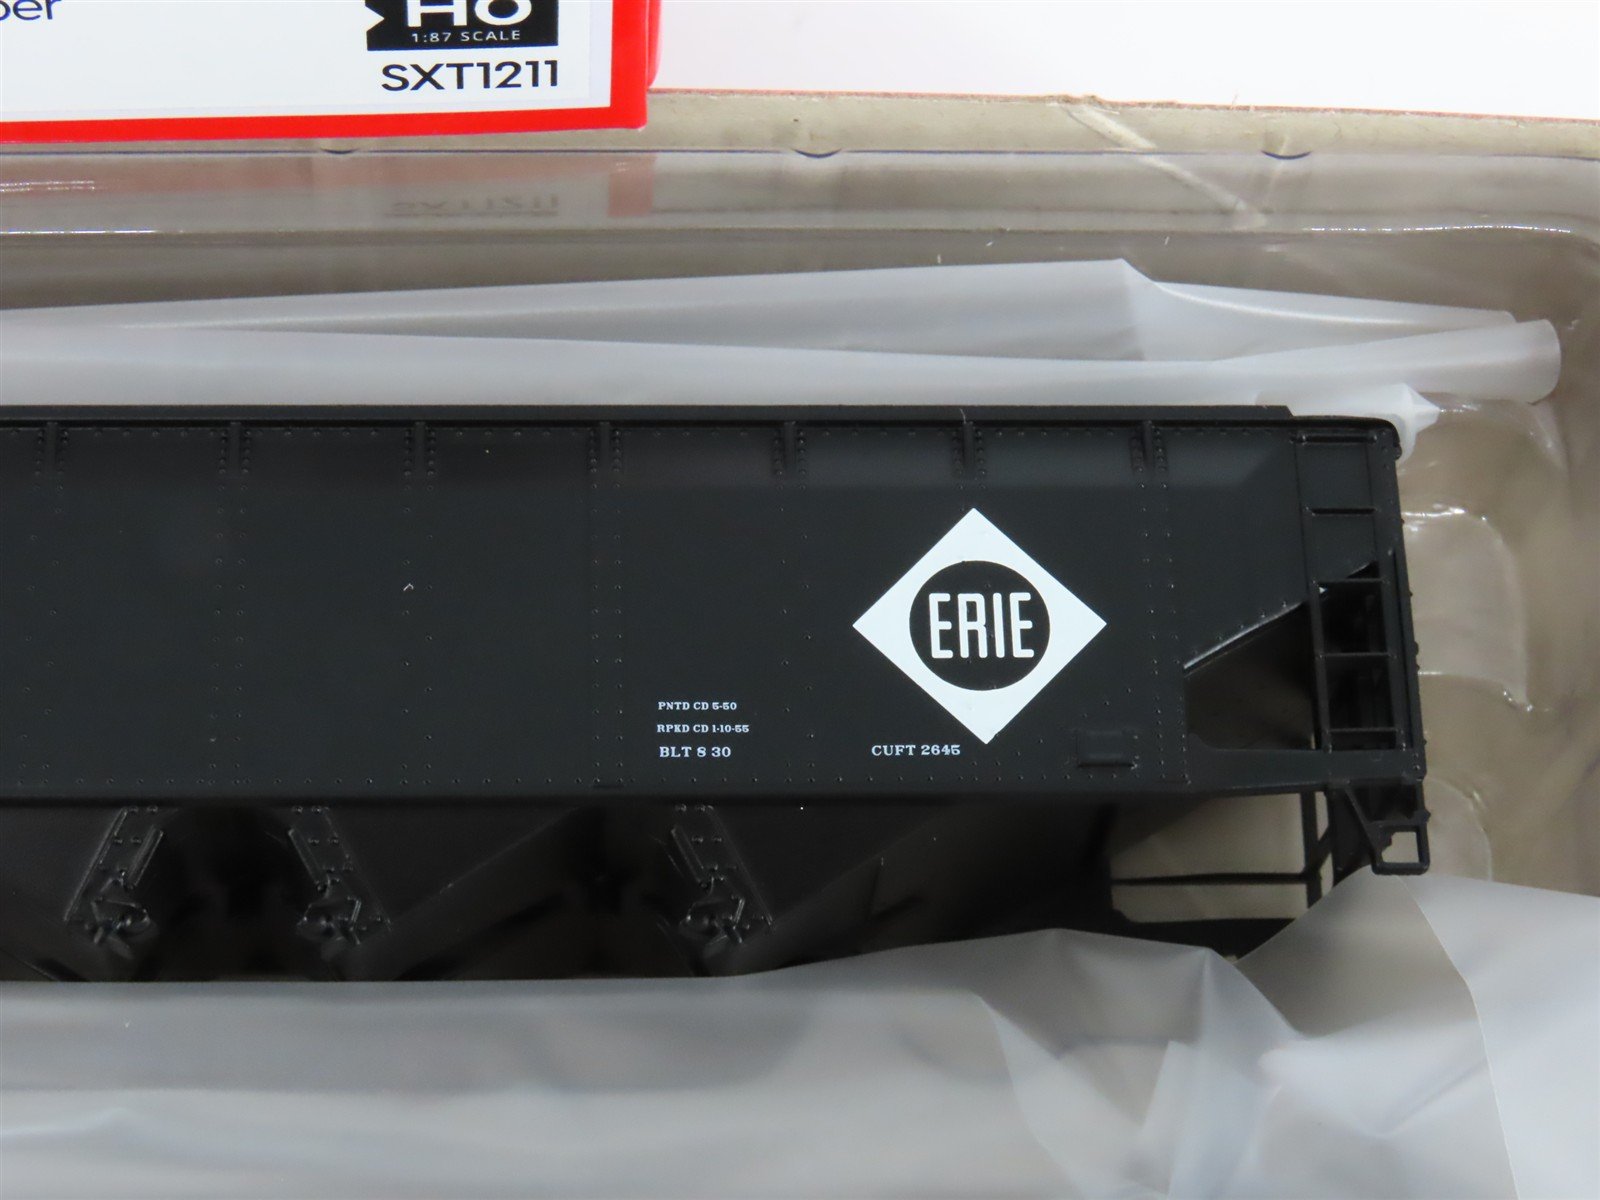 HO
1:87 SCALE
SXT1211
ERIE
PNTD CD 5-50
RPKD CD 1-10-55
BLT 8 30
CUFT 2645